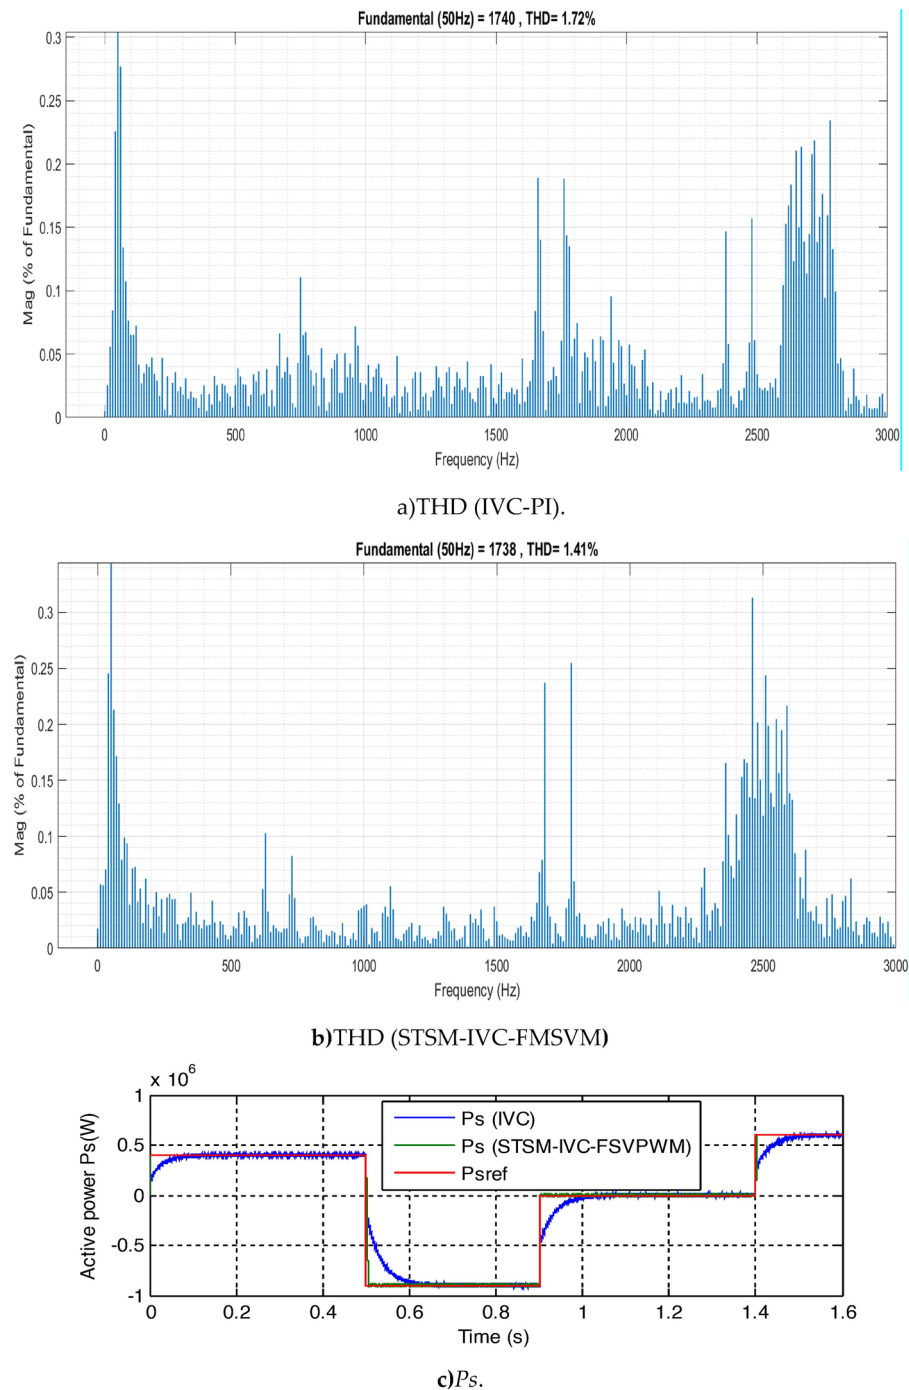 Fundamental (50Hz) = 1740 , THD= 1.72%
0.3
0.25
0.2
0.15
0.1
0.05
0
Mag (% of Fundamental)
0 500 1000 1500 2000 2500 3000
Frequency (Hz)
a)THD (IVC-PI).
Fundamental (50Hz) = 1738 , THD= 1.41%
0.3
0.25
0.2
0.15
0.1
0.05
0
Mag (% of Fundamental)
0 500 1000 1500 2000 2500 3000
Frequency (Hz)
b)THD (STSM-IVC-FMSVM)
x 10^6
1
0.5
0
-0.5
-1
Active power Ps(W)
Ps (IVC)
Ps (STSM-IVC-FSVPWM)
Psref
0 0.2 0.4 0.6 0.8 1 1.2 1.4 1.6
Time (s)
c)Ps.